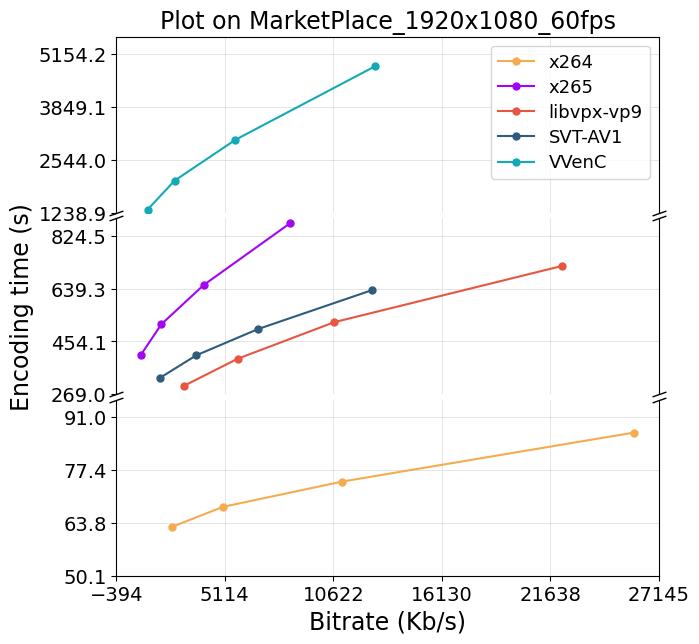 Plot on MarketPlace_1920x1080_60fps
x264
x265
libvpx-vp9
SVT-AV1
VVenC
Encoding time (s)
5154.2
3849.1
2544.0
1238.9
824.5
639.3
454.1
269.0
91.0
77.4
63.8
50.1
−394 5114 10622 16130 21638 27145
Bitrate (Kb/s)